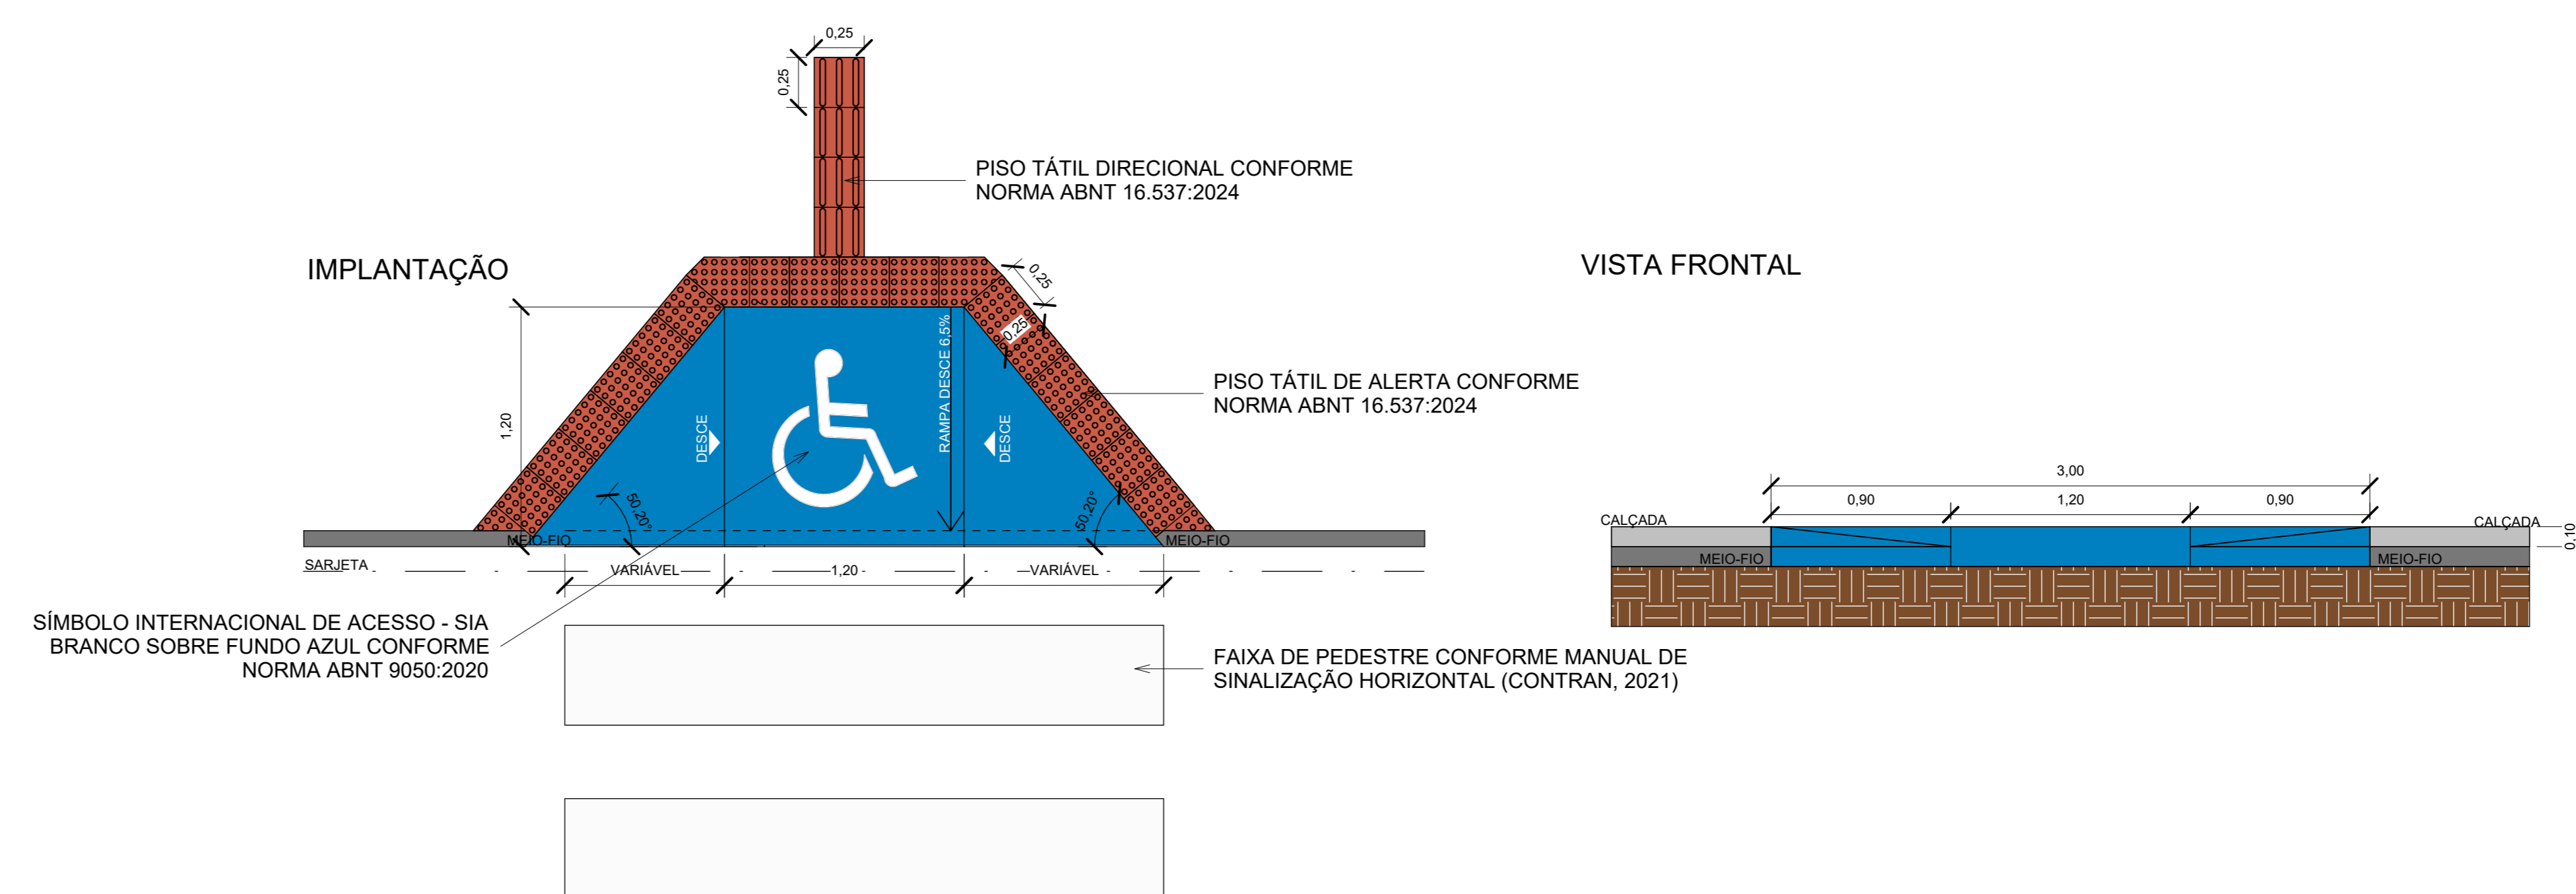 0,25
0,25
PISO TÁTIL DIRECIONAL CONFORME
NORMA ABNT 16.537:2024
IMPLANTAÇÃO
VISTA FRONTAL
0,25
0,25
RAMPA DESCE 6,5%
PISO TÁTIL DE ALERTA CONFORME
NORMA ABNT 16.537:2024
1,20
DESCE
DESCE
50,20°
50,20°
MEIO-FIO
MEIO-FIO
SARJETA
VARIÁVEL
1,20
VARIÁVEL
SÍMBOLO INTERNACIONAL DE ACESSO - SIA
BRANCO SOBRE FUNDO AZUL CONFORME
NORMA ABNT 9050:2020
FAIXA DE PEDESTRE CONFORME MANUAL DE
SINALIZAÇÃO HORIZONTAL (CONTRAN, 2021)
3,00
0,90
1,20
0,90
CALÇADA
CALÇADA
0,10
MEIO-FIO
MEIO-FIO